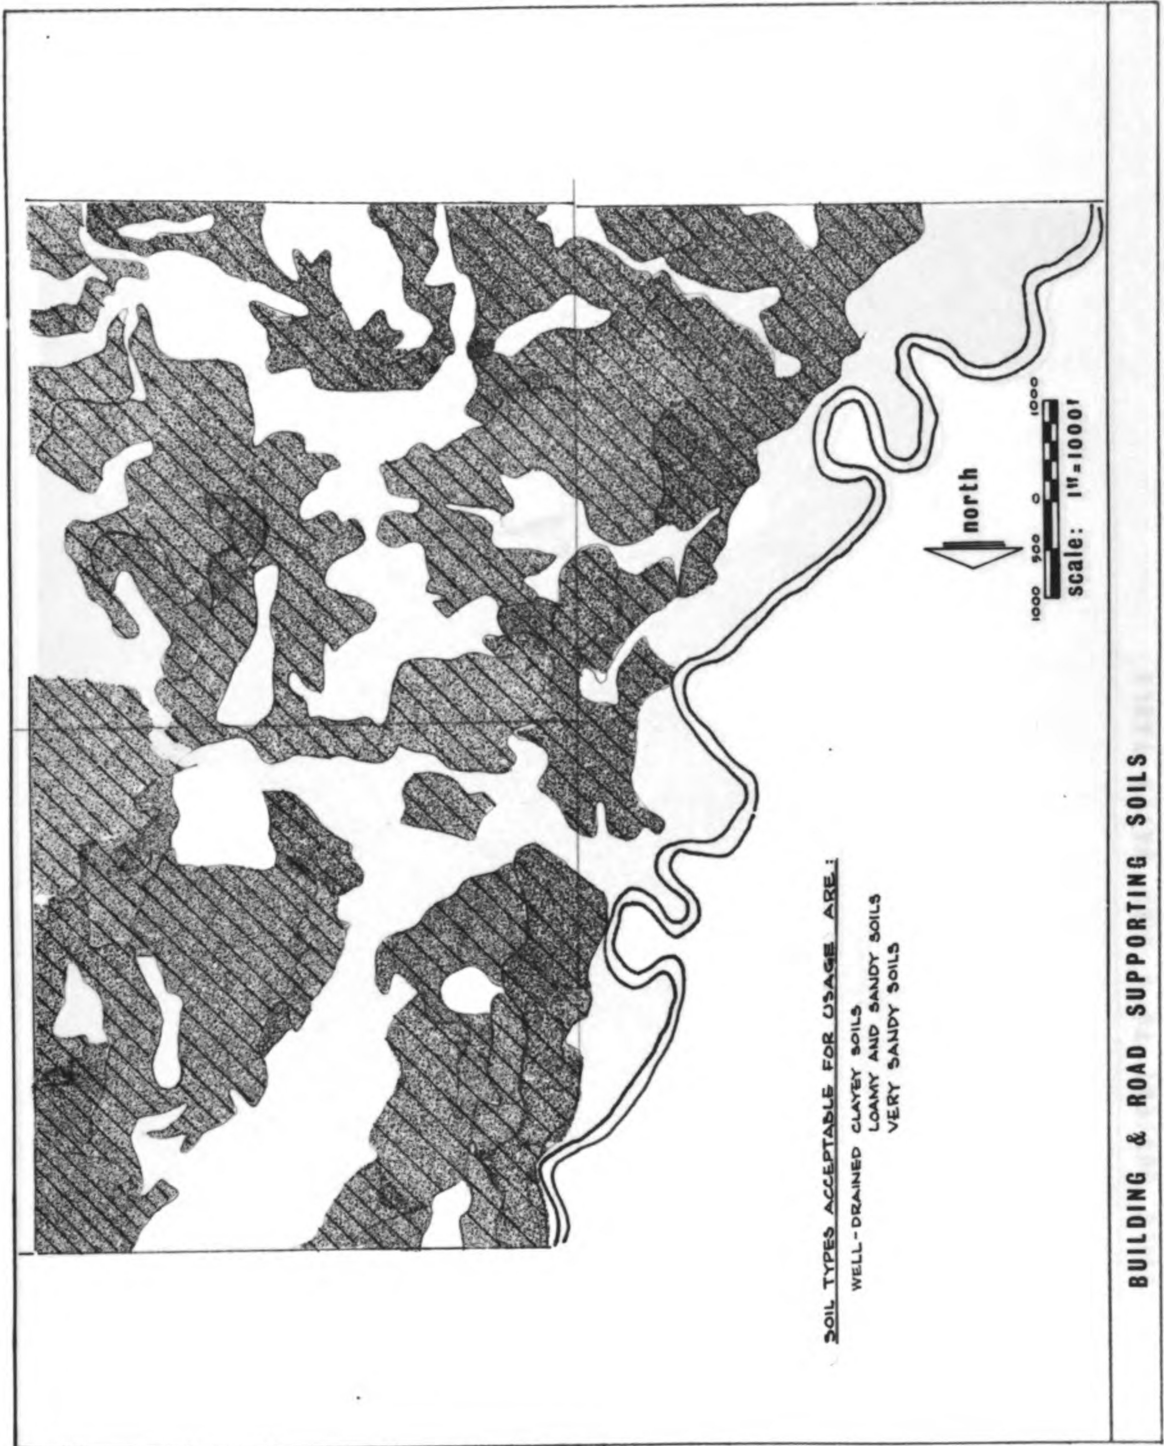 SOIL TYPES ACCEPTABLE FOR USAGE ARE:
WELL-DRAINED CLAYEY SOILS
LOAMY AND SANDY SOILS
VERY SANDY SOILS
north
1000 500 0 1000
scale: 1"=1000'
BUILDING & ROAD SUPPORTING SOILS